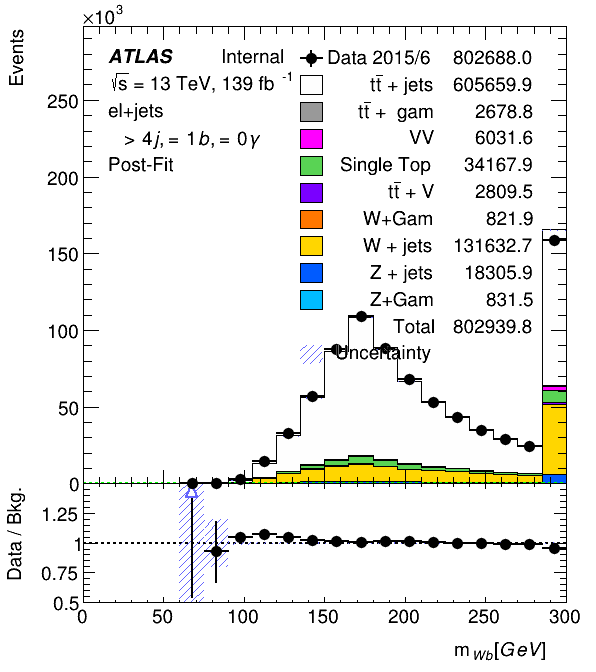 ×10³
Events
ATLAS Internal
√s = 13 TeV, 139 fb⁻¹
el+jets
> 4j, = 1b, = 0γ
Post-Fit
Data 2015/6 802688.0
tt̅ + jets 605659.9
tt̅ + gam 2678.8
VV 6031.6
Single Top 34167.9
tt̅ + V 2809.5
W+Gam 821.9
W + jets 131632.7
Z + jets 18305.9
Z+Gam 831.5
Total 802939.8
Uncertainty
250
200
150
100
50
0
Data / Bkg.
1.25
1
0.75
0.5
0 50 100 150 200 250 300
m_Wb[GeV]